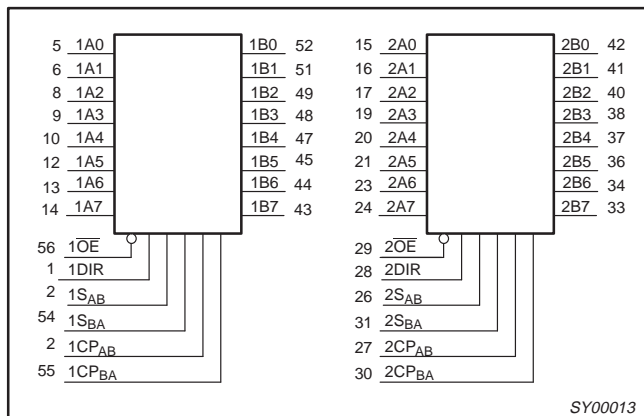 5 1A0 1B0 52 15 2A0 2B0 42
6 1A1 1B1 51 16 2A1 2B1 41
8 1A2 1B2 49 17 2A2 2B2 40
9 1A3 1B3 48 19 2A3 2B3 38
10 1A4 1B4 47 20 2A4 2B4 37
12 1A5 1B5 45 21 2A5 2B5 36
13 1A6 1B6 44 23 2A6 2B6 34
14 1A7 1B7 43 24 2A7 2B7 33
56 1OE 29 2OE
1 1DIR 28 2DIR
2 1SAB 26 2SAB
54 1SBA 31 2SBA
2 1CPAB 27 2CPAB
55 1CPBA 30 2CPBA
SY00013